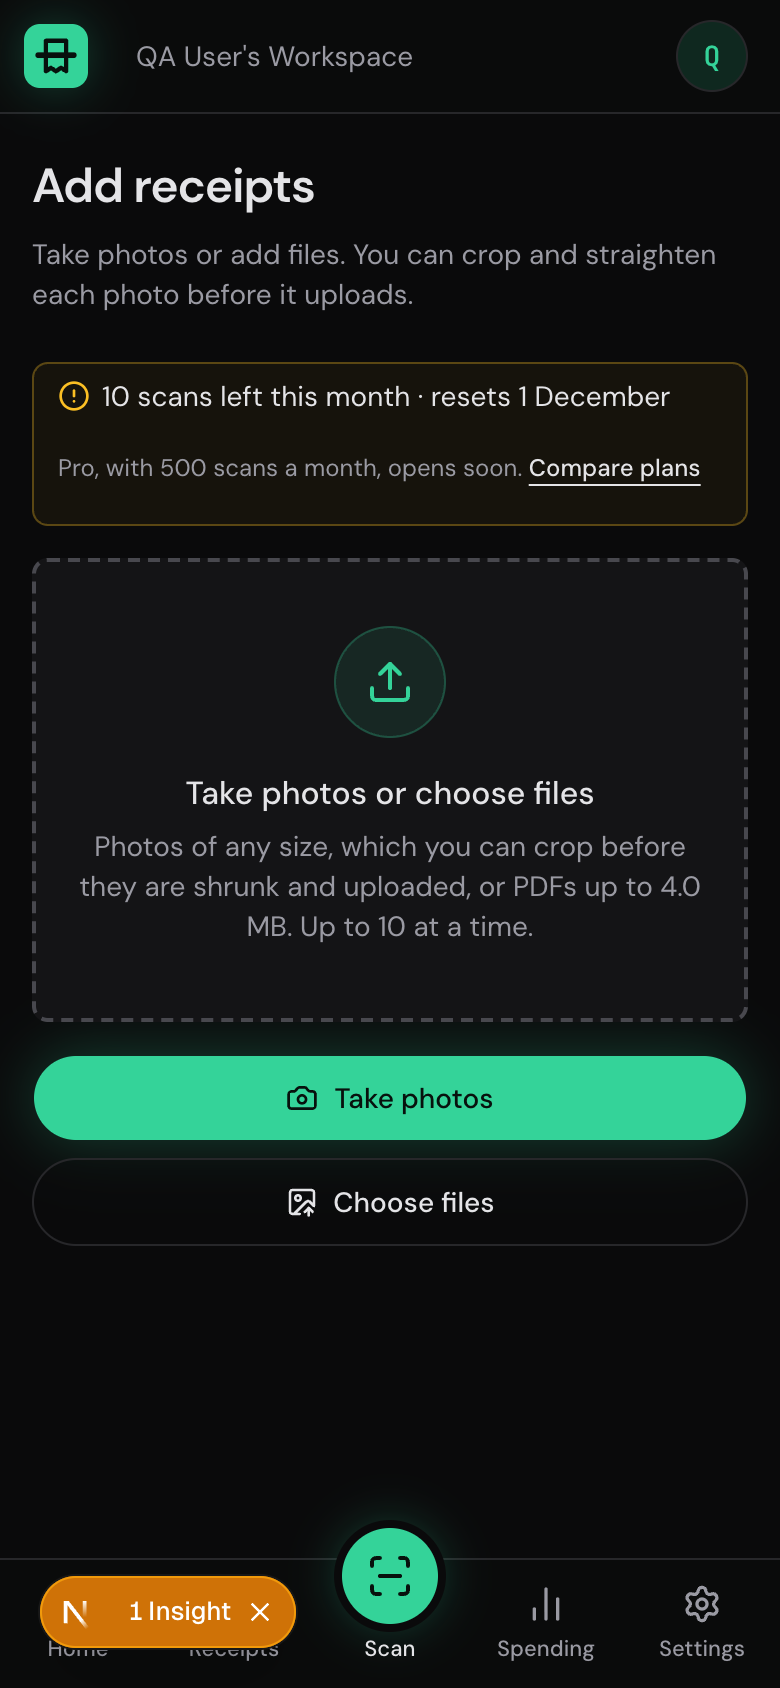 QA User's Workspace
Q
Add receipts
Take photos or add files. You can crop and straighten
each photo before it uploads.
10 scans left this month · resets 1 December
Pro, with 500 scans a month, opens soon. Compare plans
Take photos or choose files
Photos of any size, which you can crop before
they are shrunk and uploaded, or PDFs up to 4.0
MB. Up to 10 at a time.
Take photos
Choose files
N 1 Insight
Home Receipts Scan Spending Settings